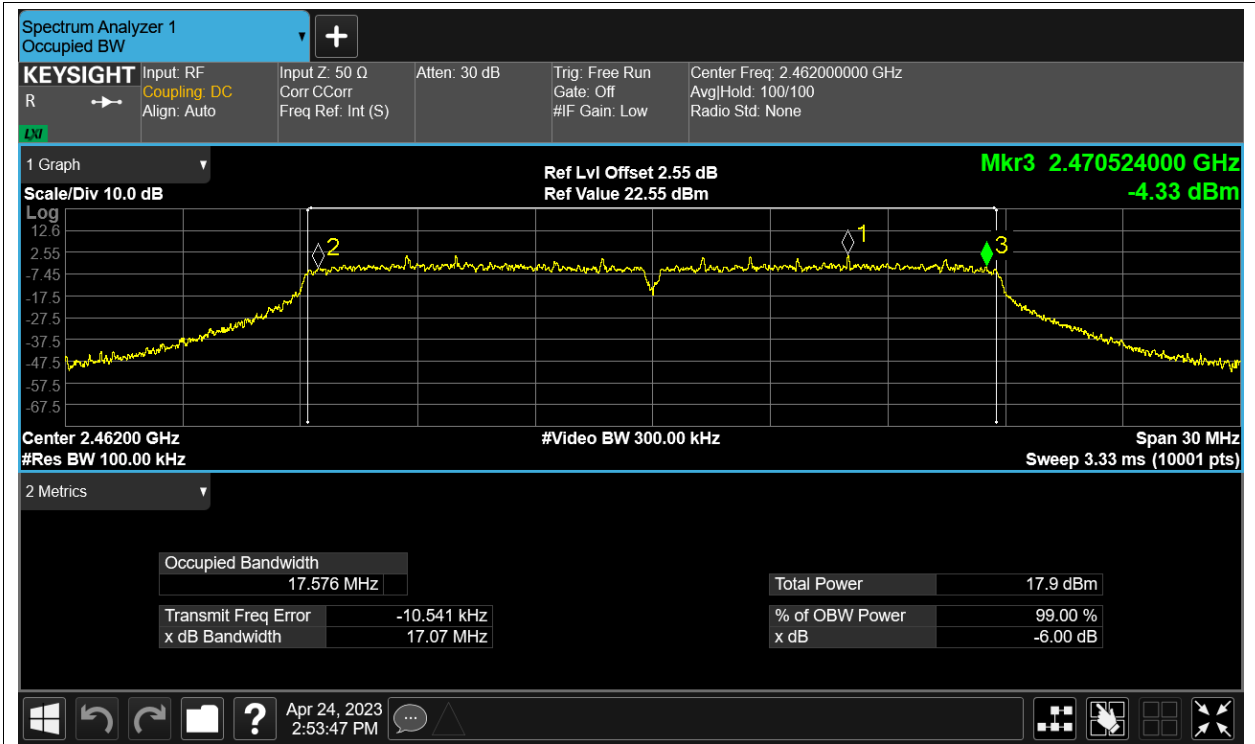 Spectrum Analyzer 1
Occupied BW
KEYSIGHT
R
LXI
Input: RF
Coupling: DC
Align: Auto
Input Z: 50 Ω
Corr CCorr
Freq Ref: Int (S)
Atten: 30 dB
Trig: Free Run
Gate: Off
#IF Gain: Low
Center Freq: 2.462000000 GHz
Avg|Hold: 100/100
Radio Std: None
1 Graph
Scale/Div 10.0 dB
Ref Lvl Offset 2.55 dB
Ref Value 22.55 dBm
Mkr3 2.470524000 GHz
-4.33 dBm
Log
12.6
2.55
-7.45
-17.5
-27.5
-37.5
-47.5
-57.5
-67.5
2
1
3
Center 2.46200 GHz
#Video BW 300.00 kHz
Span 30 MHz
#Res BW 100.00 kHz
Sweep 3.33 ms (10001 pts)
2 Metrics
Occupied Bandwidth
17.576 MHz
Transmit Freq Error -10.541 kHz
x dB Bandwidth 17.07 MHz
Total Power 17.9 dBm
% of OBW Power 99.00 %
x dB -6.00 dB
?
Apr 24, 2023
2:53:47 PM